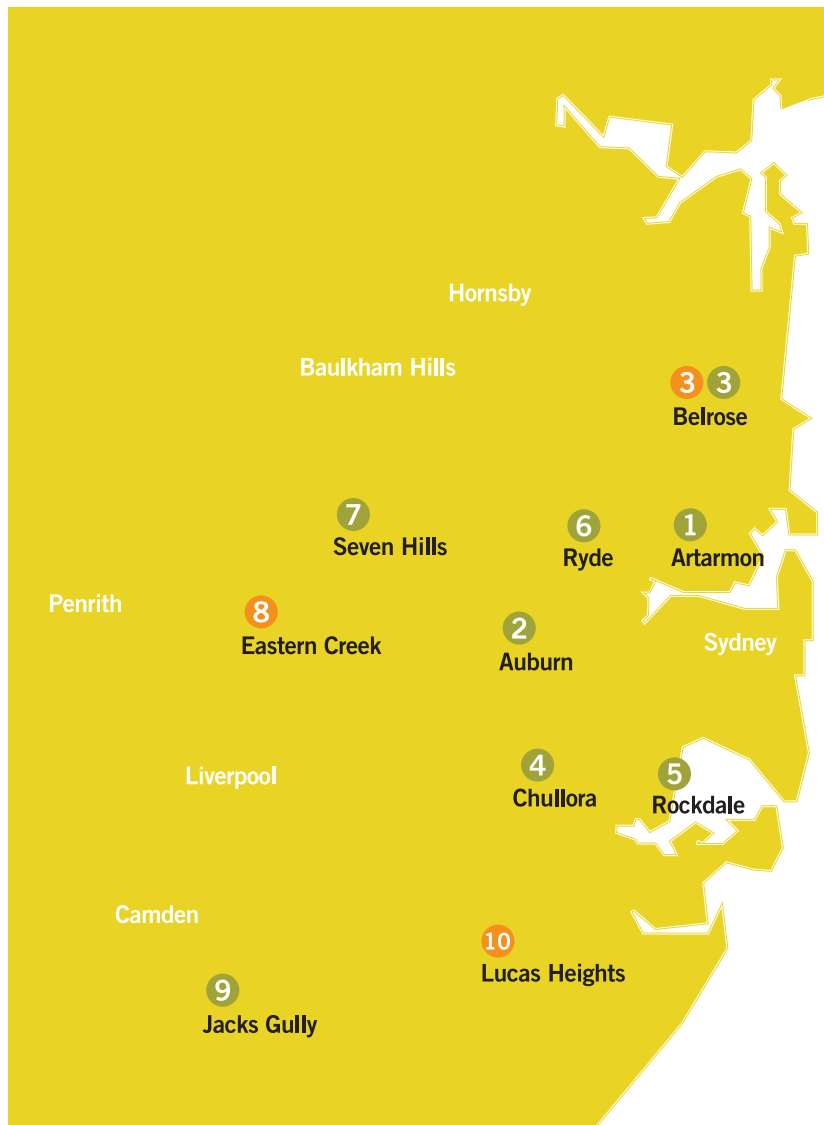 Hornsby
Baulkham Hills
3 3
Belrose
7
Seven Hills
6
Ryde
1
Artarmon
Penrith
8
Eastern Creek
2
Auburn
Sydney
Liverpool
4
Chullora
5
Rockdale
Camden
10
Lucas Heights
9
Jacks Gully